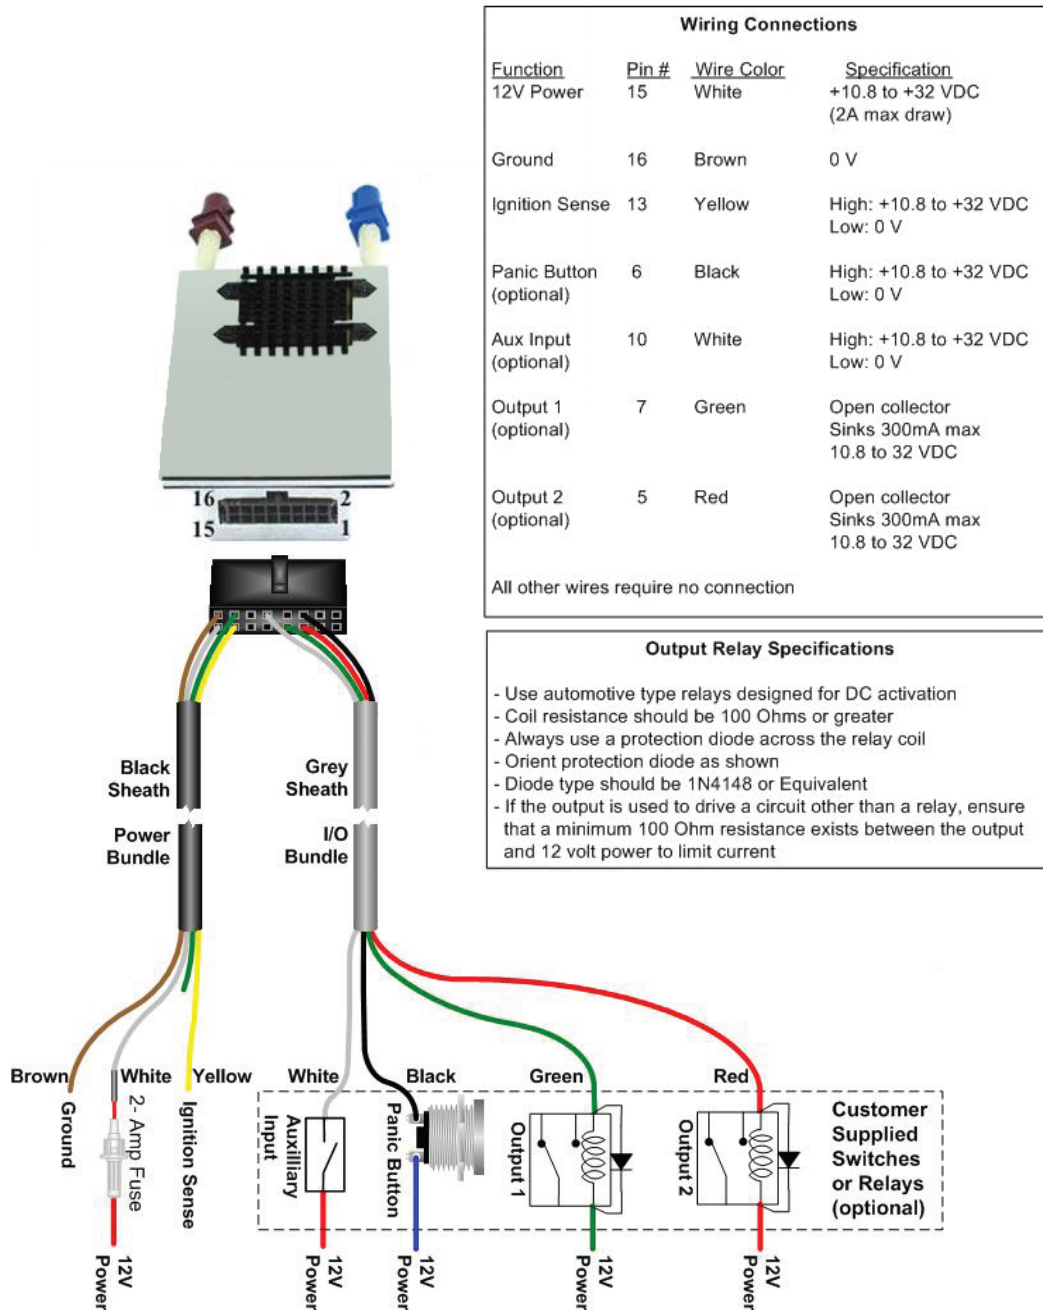 Wiring Connections
Function Pin # Wire Color Specification
12V Power 15 White +10.8 to +32 VDC
(2A max draw)
Ground 16 Brown 0 V
Ignition Sense 13 Yellow High: +10.8 to +32 VDC
Low: 0 V
Panic Button 6 Black High: +10.8 to +32 VDC
(optional) Low: 0 V
Aux Input 10 White High: +10.8 to +32 VDC
(optional) Low: 0 V
Output 1 7 Green Open collector
(optional) Sinks 300mA max
10.8 to 32 VDC
Output 2 5 Red Open collector
(optional) Sinks 300mA max
10.8 to 32 VDC
All other wires require no connection
16 2
15 1
Output Relay Specifications
- Use automotive type relays designed for DC activation
- Coil resistance should be 100 Ohms or greater
- Always use a protection diode across the relay coil
- Orient protection diode as shown
- Diode type should be 1N4148 or Equivalent
- If the output is used to drive a circuit other than a relay, ensure
that a minimum 100 Ohm resistance exists between the output
and 12 volt power to limit current
Black
Sheath
Grey
Sheath
Power
Bundle
I/O
Bundle
Brown White Yellow White Black Green Red
Ground
2- Amp Fuse
Ignition Sense
Auxilliary
Input
Panic Button
Output 1
Output 2
Customer
Supplied
Switches
or Relays
(optional)
12V
Power
12V
Power
12V
Power
12V
Power
12V
Power